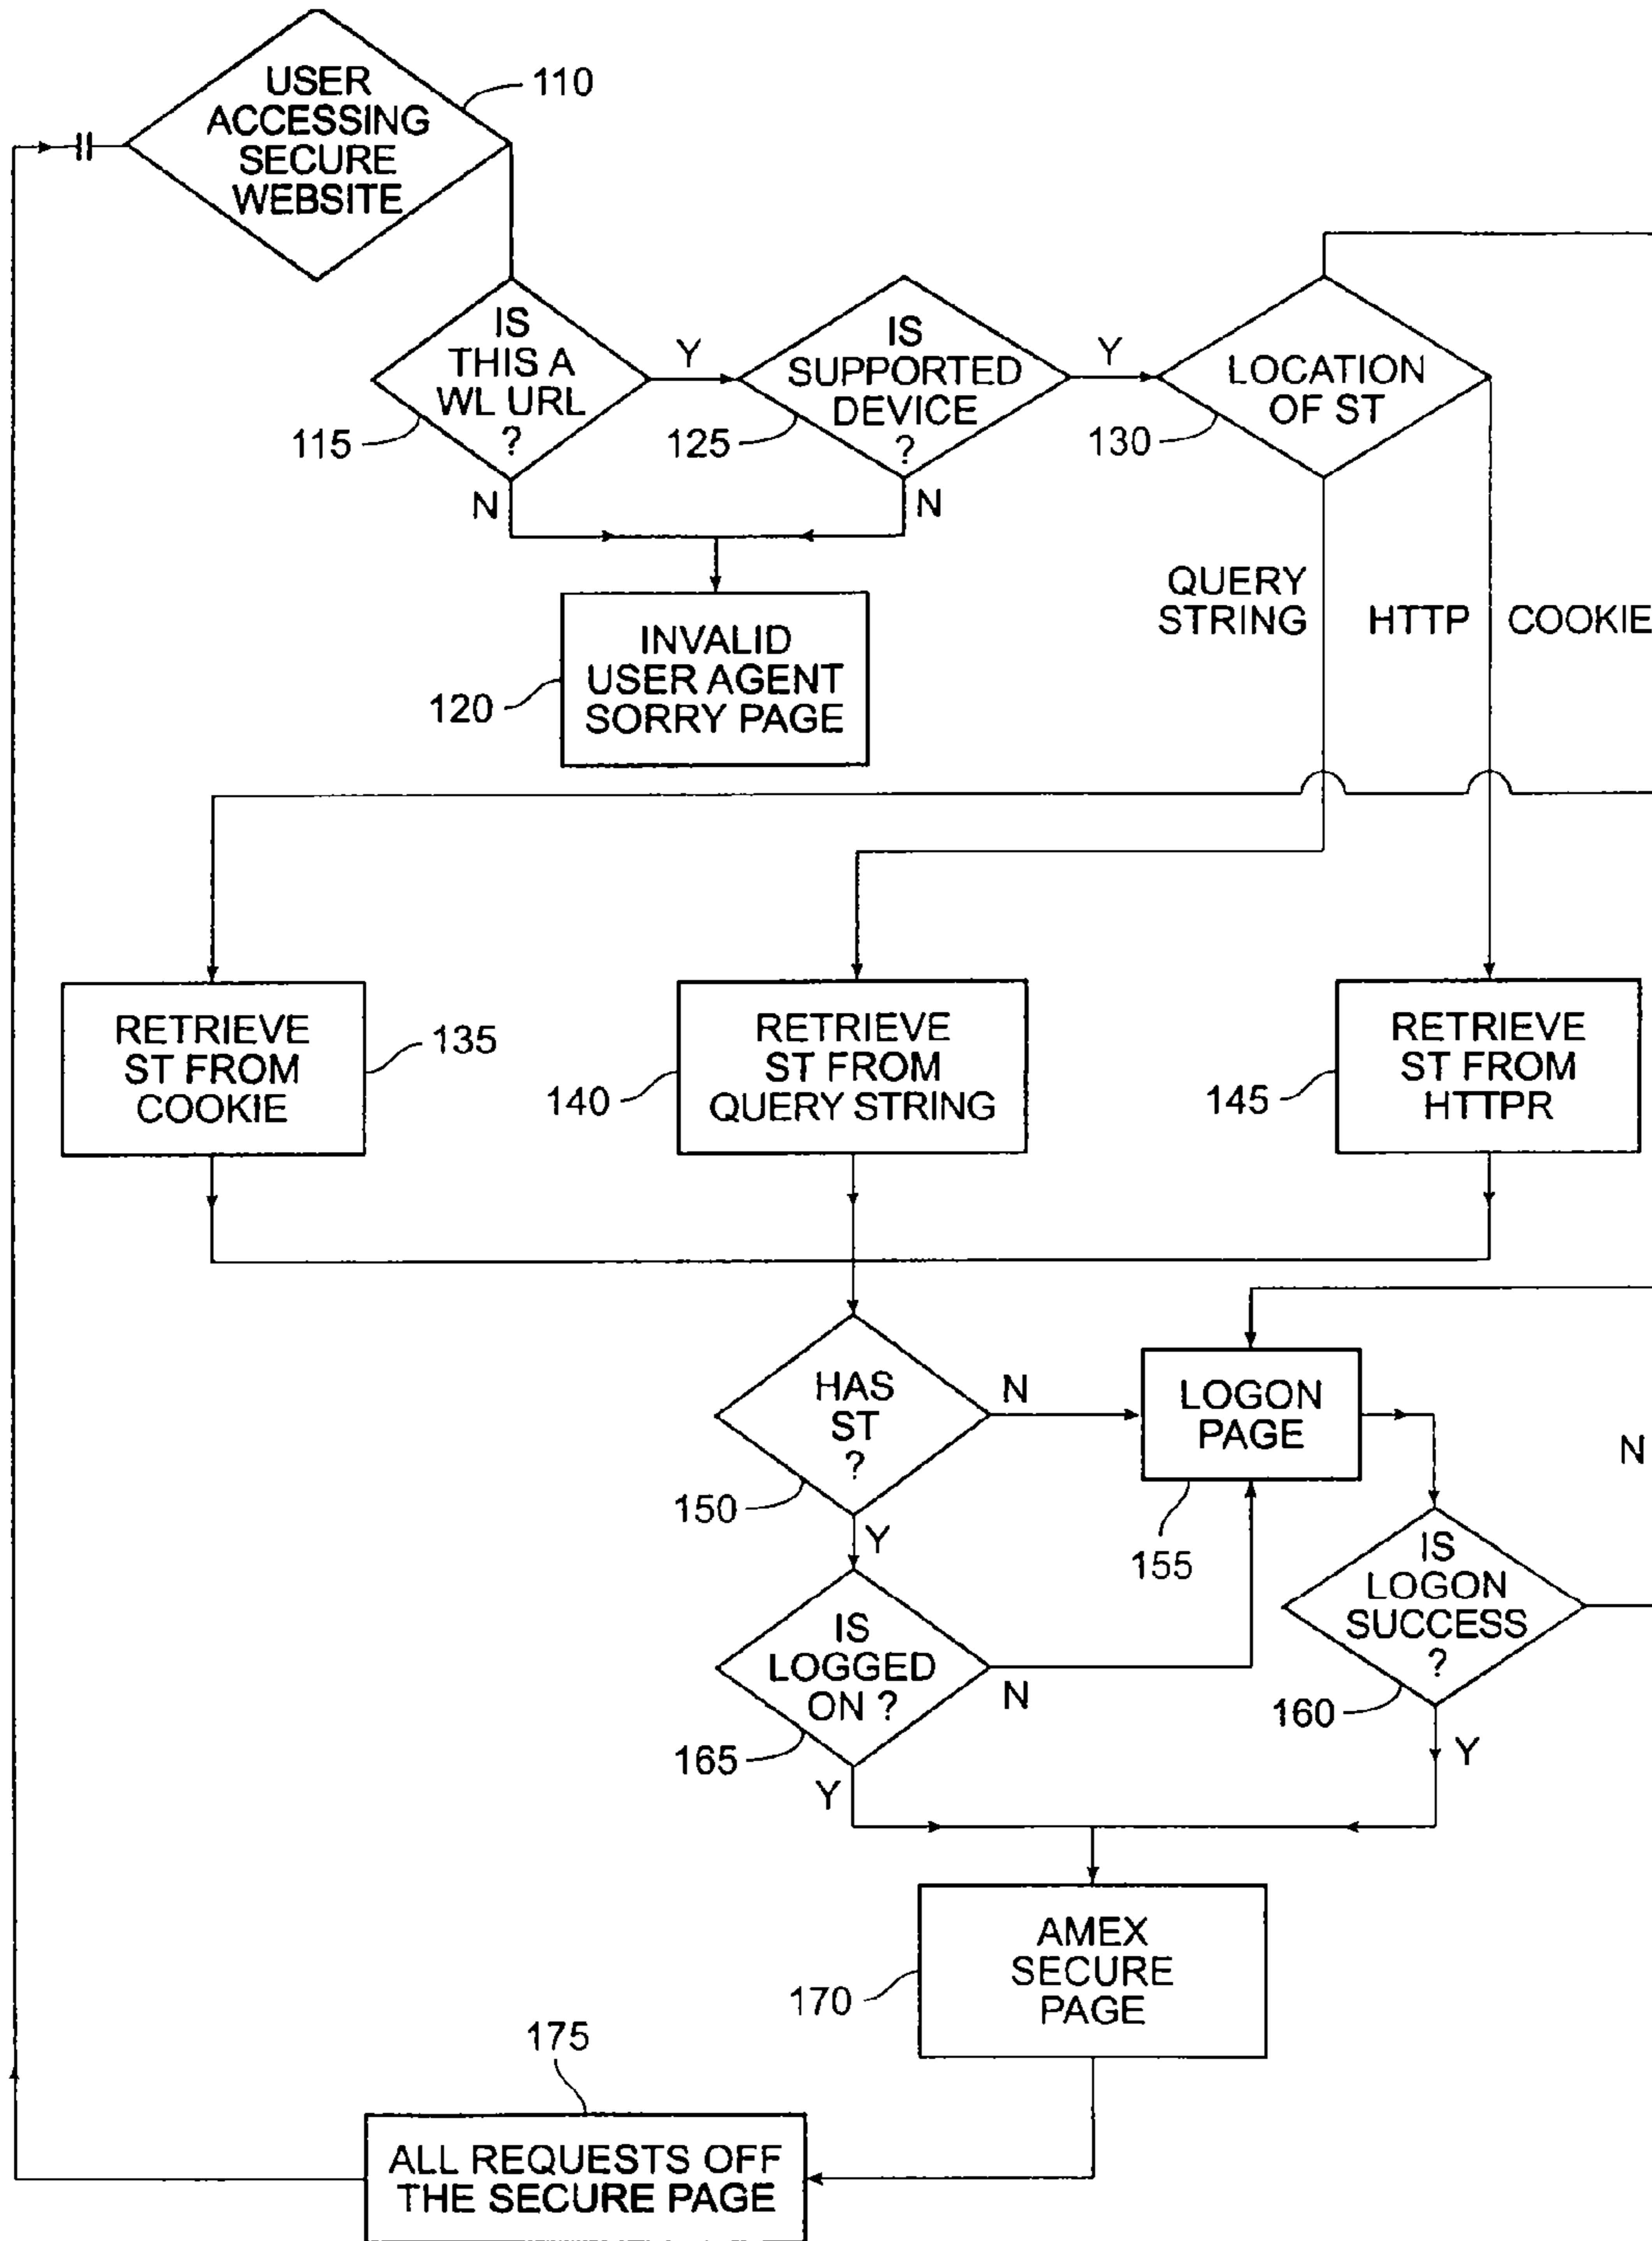 USER
ACCESSING
SECURE
WEBSITE
110
IS
THIS A
WL URL
?
115
Y
N
IS
SUPPORTED
DEVICE
?
125
Y
N
LOCATION
OF ST
130
INVALID
USER AGENT
SORRY PAGE
120
QUERY
STRING
HTTP
COOKIE
RETRIEVE
ST FROM
COOKIE
135
RETRIEVE
ST FROM
QUERY STRING
140
RETRIEVE
ST FROM
HTTPR
145
HAS
ST
?
150
N
Y
LOGON
PAGE
155
N
IS
LOGON
SUCCESS
?
160
Y
IS
LOGGED
ON ?
165
N
Y
AMEX
SECURE
PAGE
170
175
ALL REQUESTS OFF
THE SECURE PAGE